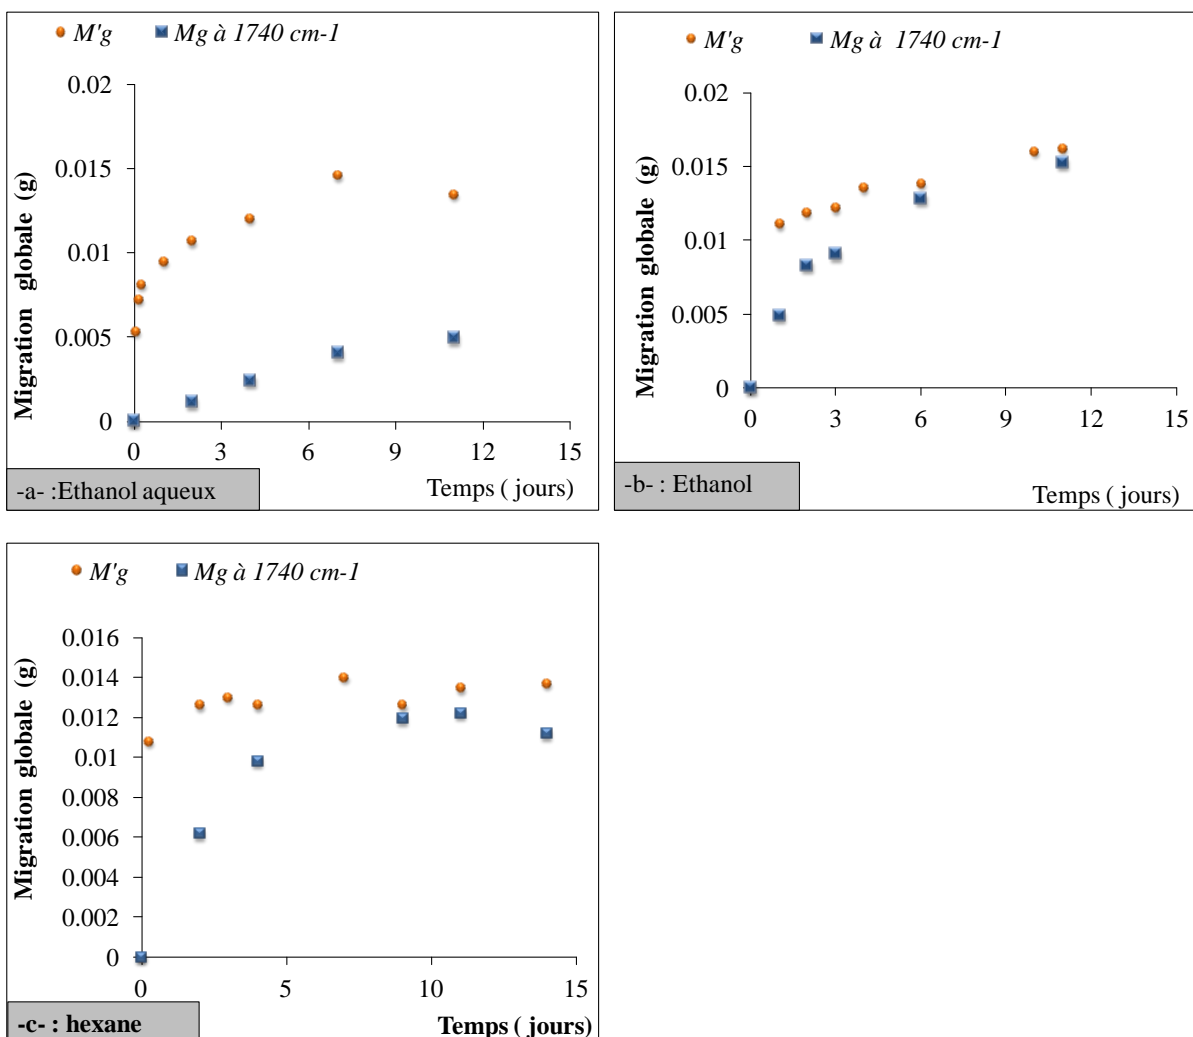 M'g Mg à 1740 cm-1
Migration globale (g)
0.02
0.015
0.01
0.005
0
0 3 6 9 12 15
Temps ( jours)
-a- :Ethanol aqueux
M'g Mg à 1740 cm-1
Migration globale (g)
0.02
0.015
0.01
0.005
0
0 3 6 9 12 15
Temps ( jours)
-b- : Ethanol
M'g Mg à 1740 cm-1
Migration globale (g)
0.016
0.014
0.012
0.01
0.008
0.006
0.004
0.002
0
0 5 10 15
Temps ( jours)
-c- : hexane